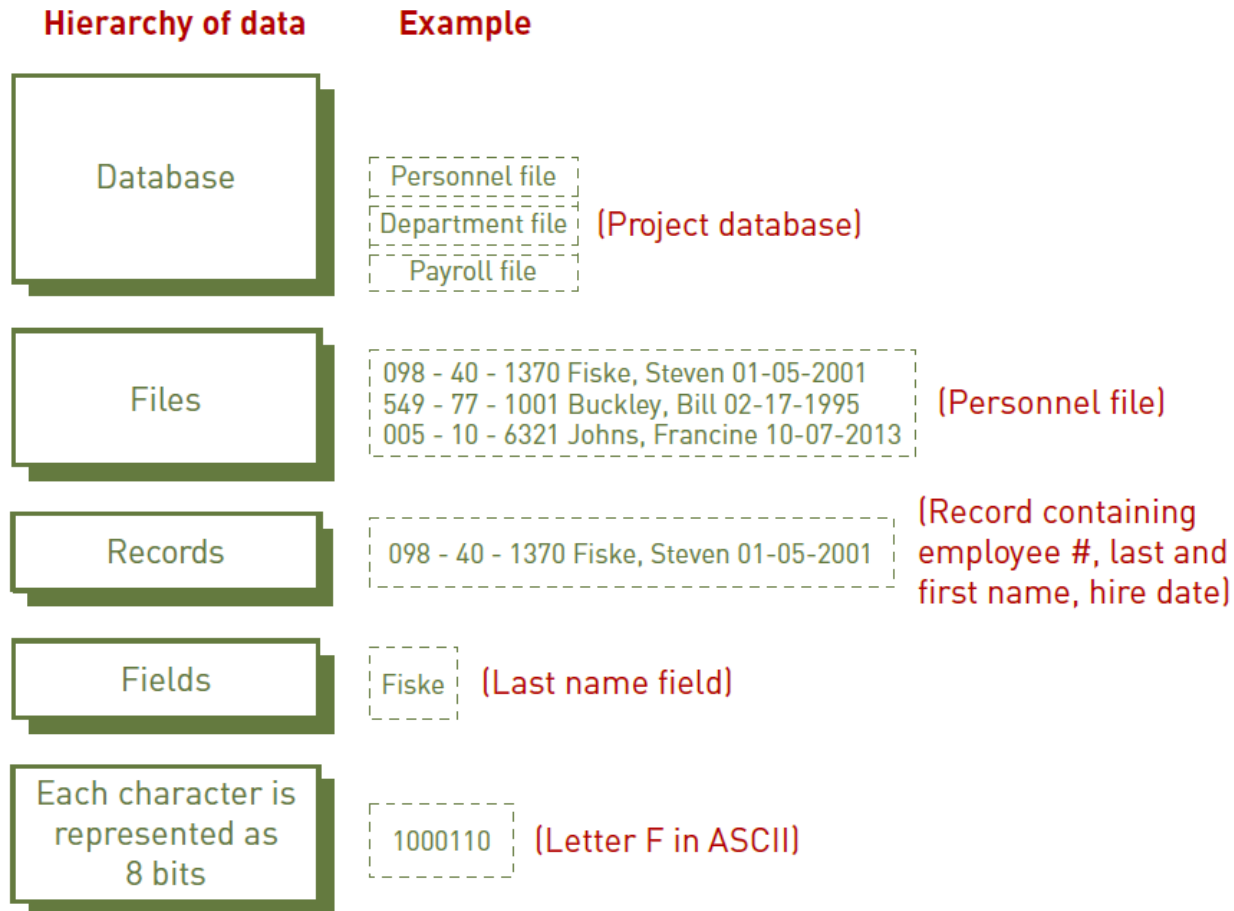 Hierarchy of data
Example
Database
Personnel file
Department file
Payroll file
(Project database)
Files
098 - 40 - 1370 Fiske, Steven 01-05-2001
549 - 77 - 1001 Buckley, Bill 02-17-1995
005 - 10 - 6321 Johns, Francine 10-07-2013
(Personnel file)
Records
098 - 40 - 1370 Fiske, Steven 01-05-2001
(Record containing
employee #, last and
first name, hire date)
Fields
Fiske
(Last name field)
Each character is
represented as
8 bits
1000110
(Letter F in ASCII)